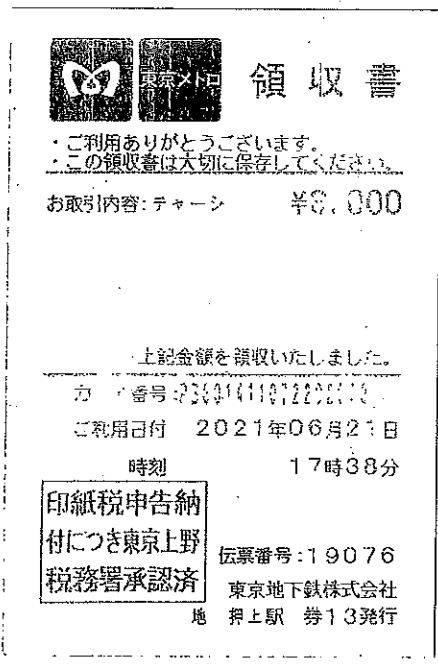 東京メトロ 領収書
・ご利用ありがとうございます。
・この領収書は大切に保存してください。
お取引内容:チャージ
上記金額を領収いたしました。
ご利用日付 2021年06月21日
時刻 17時38分
印紙税申告納
付につき東京上野
税務署承認済
伝票番号:19076
東京地下鉄株式会社
地 押上駅 券13発行